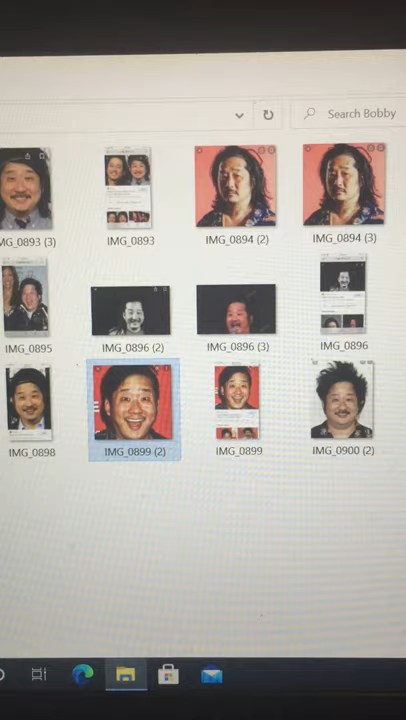 Search Bobby
IMG_0893 (3)
IMG_0893
IMG_0894 (2)
IMG_0894 (3)
IMG_0895
IMG_0896 (2)
IMG_0896 (3)
IMG_0896
IMG_0898
IMG_0899 (2)
IMG_0899
IMG_0900 (2)